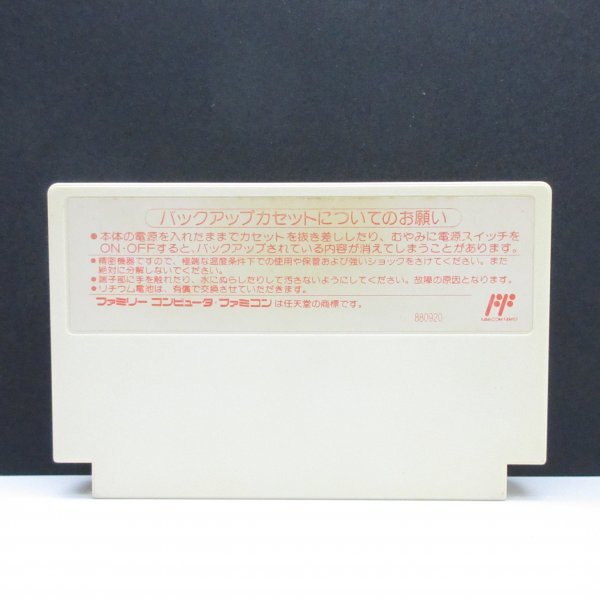 バックアップカセットについてのお願い
●本体の電源を入れたままでカセットを抜き差ししたり、むやみに電源スイッチを
ON・OFFすると、バックアップされている内容が消えてしまうことがあります。
●精密機器ですので、極端な温度条件下での使用や保管および強いショックをさけてください。また
絶対に分解しないでください。
●端子部に手を触れたり、水にぬらしたりして汚さないようにしてください。故障の原因となります。
●リチウム電池は、有償で交換させていただきます。
ファミリーコンピュータ・ファミコンは任天堂の商標です。
880920